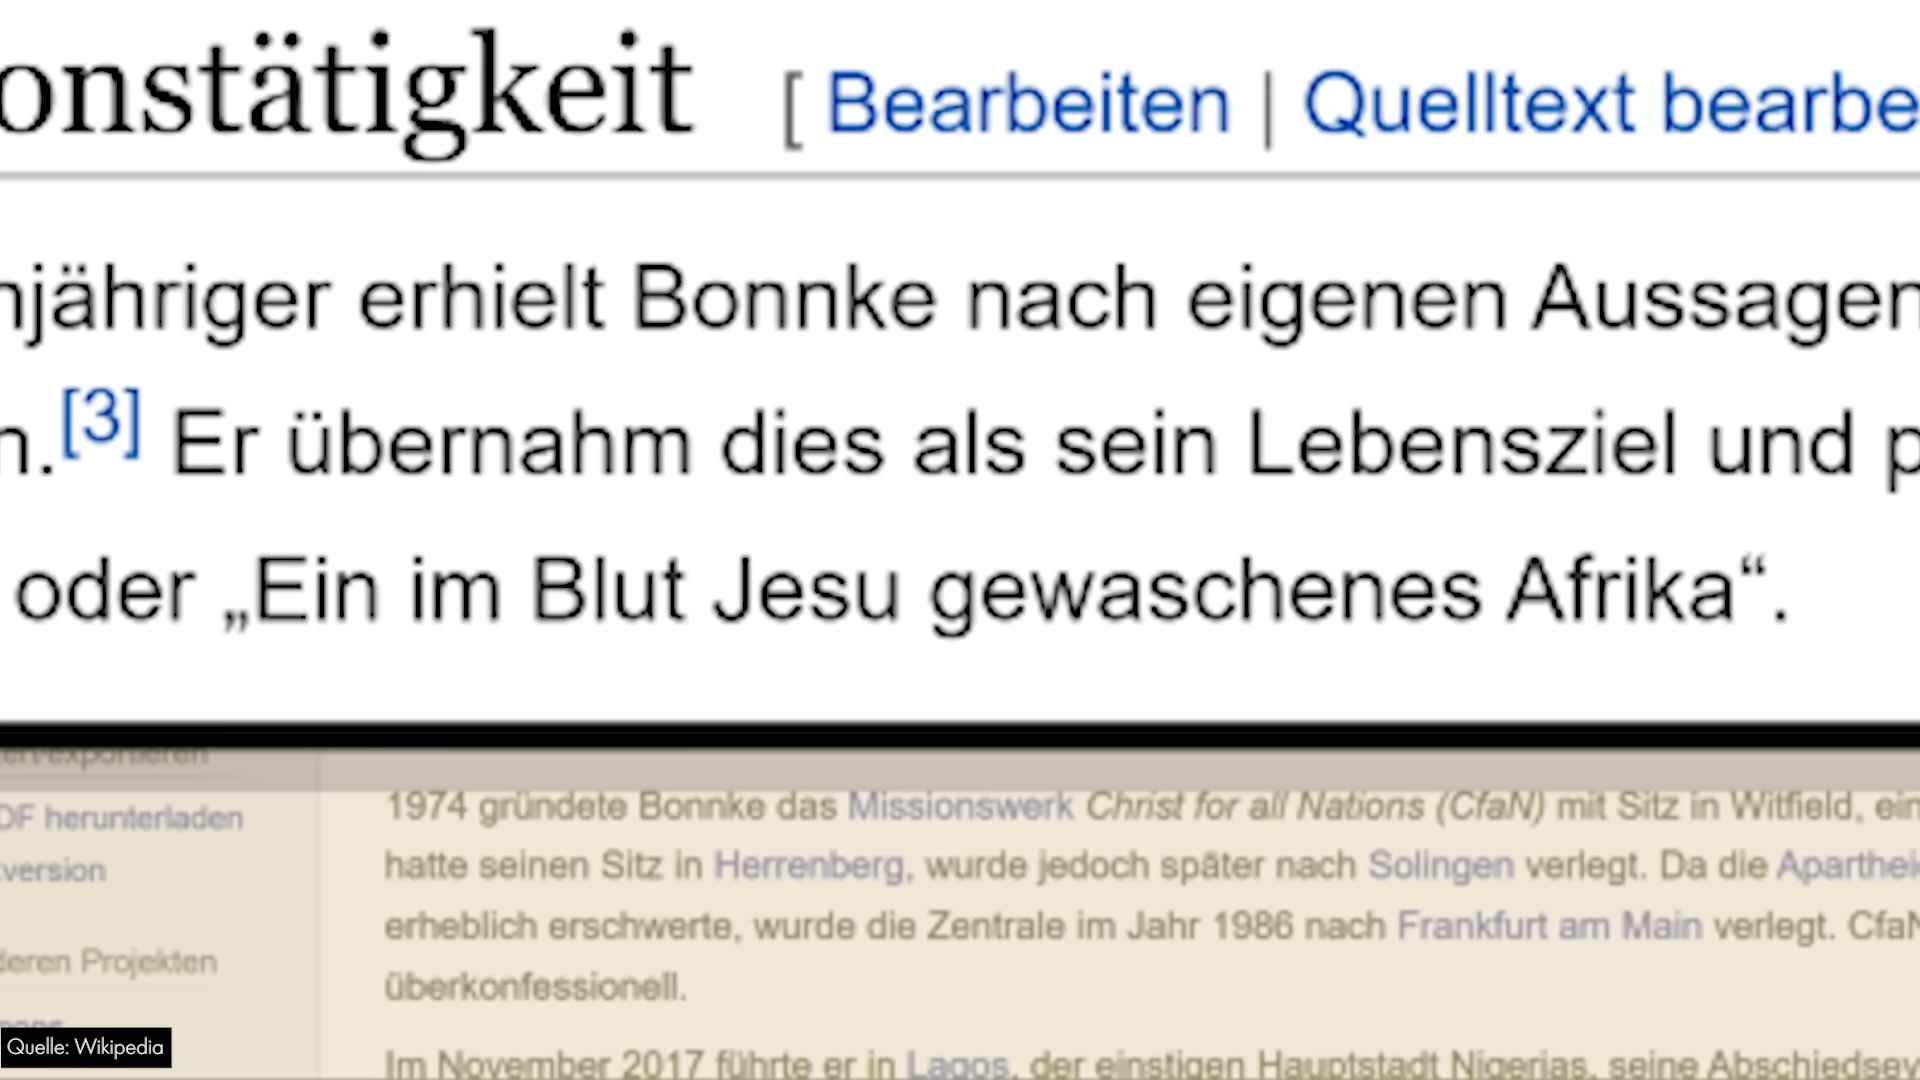 onstätigkeit [ Bearbeiten | Quelltext bearbe
njähriger erhielt Bonnke nach eigenen Aussagen
n.[3] Er übernahm dies als sein Lebensziel und p
oder „Ein im Blut Jesu gewaschenes Afrika“.
en/exportieren
DF herunterladen
version
deren Projekten
1974 gründete Bonnke das Missionswerk Christ for all Nations (CfaN) mit Sitz in Witfield, ein
hatte seinen Sitz in Herrenberg, wurde jedoch später nach Solingen verlegt. Da die Aparthei
erheblich erschwerte, wurde die Zentrale im Jahr 1986 nach Frankfurt am Main verlegt. CfaN
überkonfessionell.
Im November 2017 führte er in Lagos, der einstigen Hauptstadt Nigerias, seine Abschiedsev
Quelle: Wikipedia